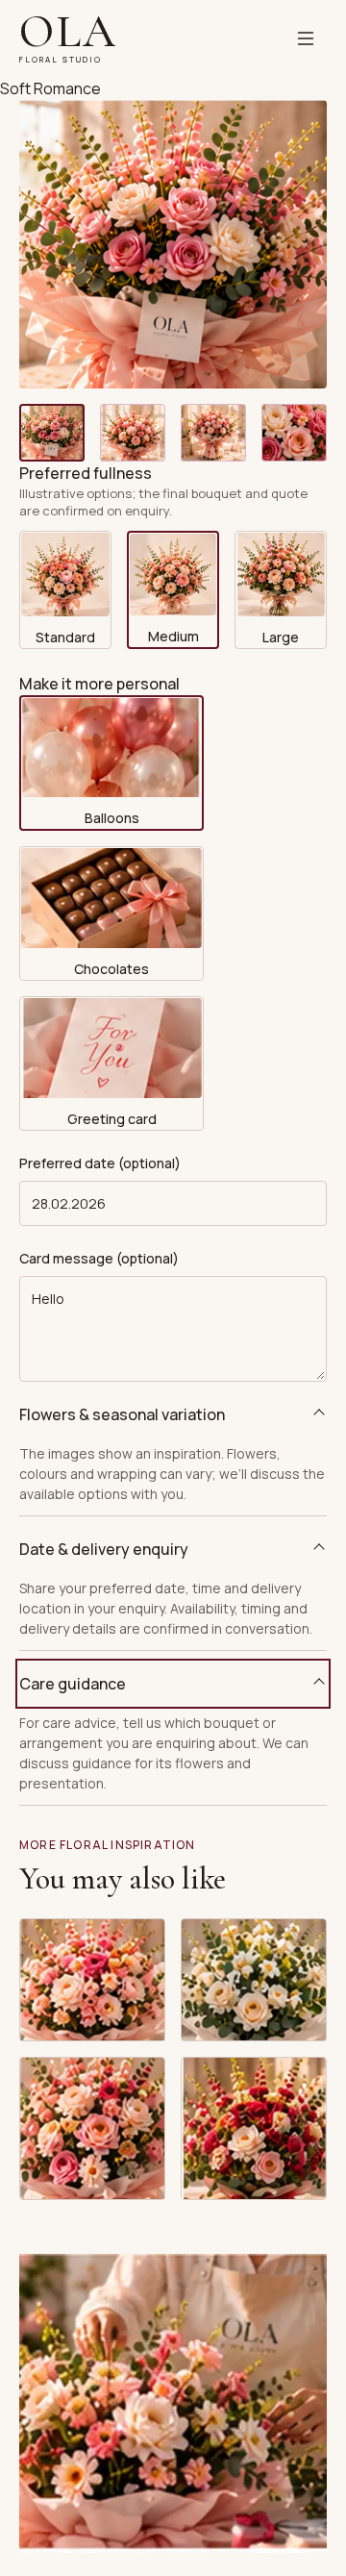 OLA
FLORAL STUDIO
Soft Romance
OLA
Preferred fullness
Illustrative options; the final bouquet and quote
are confirmed on enquiry.
Standard
Medium
Large
Make it more personal
Balloons
Chocolates
For
You
Greeting card
Preferred date (optional)
28.02.2026
Card message (optional)
Hello
Flowers & seasonal variation
The images show an inspiration. Flowers,
colours and wrapping can vary; we'll discuss the
available options with you.
Date & delivery enquiry
Share your preferred date, time and delivery
location in your enquiry. Availability, timing and
delivery details are confirmed in conversation.
Care guidance
For care advice, tell us which bouquet or
arrangement you are enquiring about. We can
discuss guidance for its flowers and
presentation.
MORE FLORAL INSPIRATION
You may also like
OLA